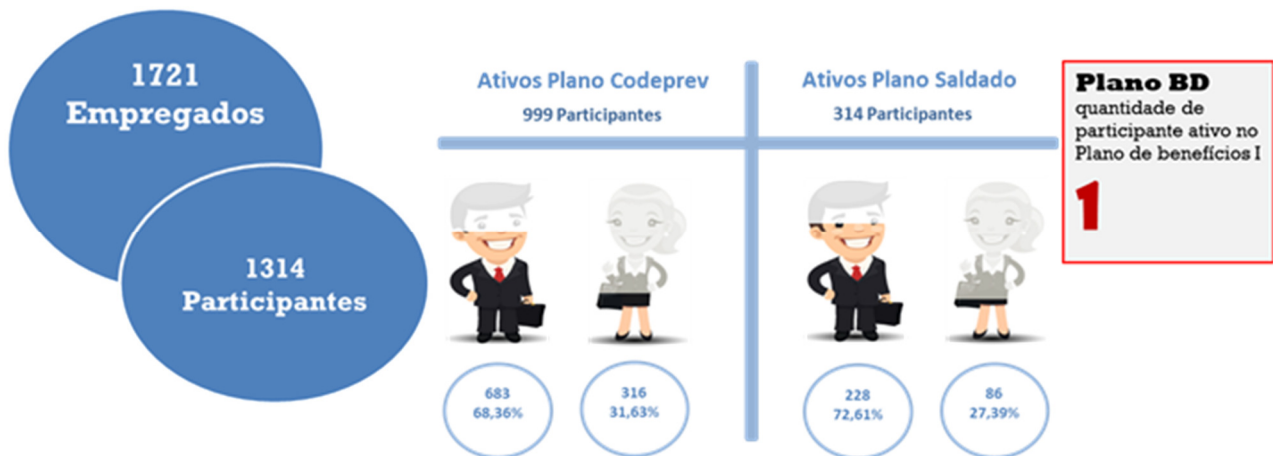 1721
Empregados
1314
Participantes
Ativos Plano Codeprev
999 Participantes
Ativos Plano Saldado
314 Participantes
683
68,36%
316
31,63%
228
72,61%
86
27,39%
Plano BD
quantidade de
participante ativo no
Plano de benefícios I
1